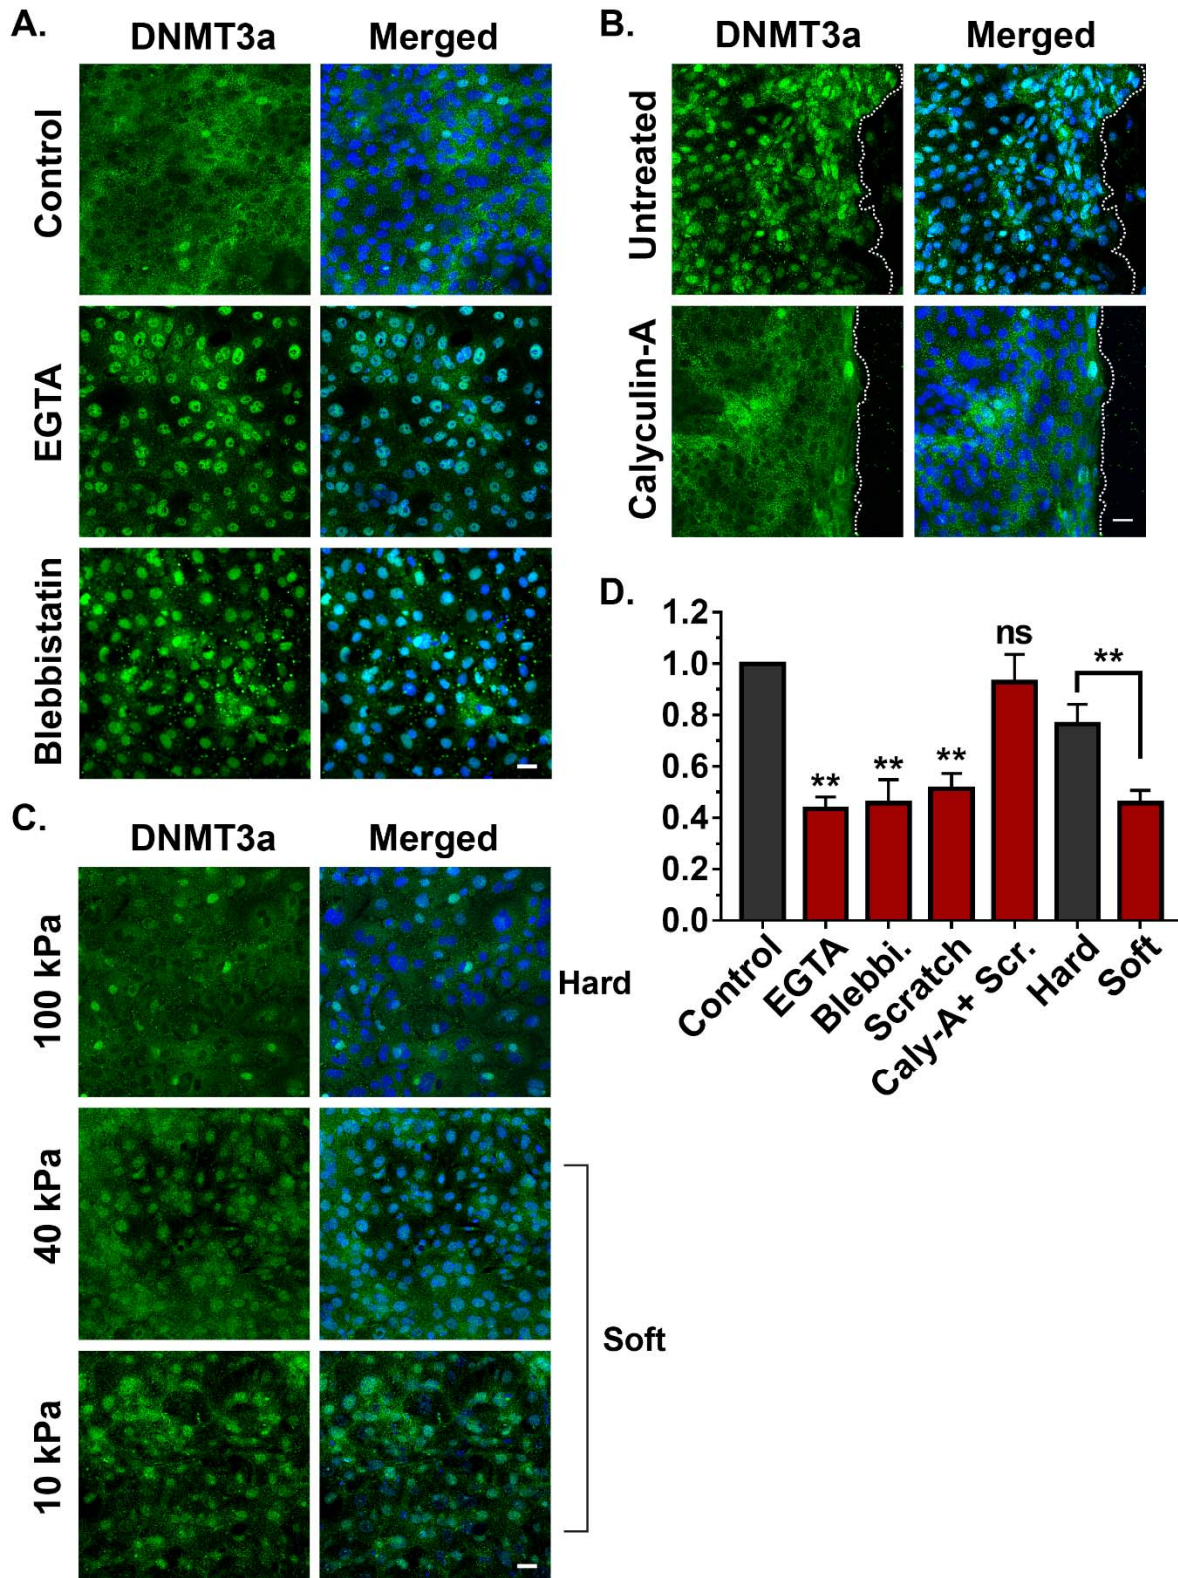 A.
DNMT3a Merged
Control
EGTA
Blebbistatin
B.
DNMT3a Merged
Untreated
Calyculin-A
C.
DNMT3a Merged
100 kPa
Hard
40 kPa
Soft
10 kPa
D.
1.2
1.0
0.8
0.6
0.4
0.2
0.0
** ** ** ns **
Control
EGTA
Blebbi.
Scratch
Caly-A+ Scr.
Hard
Soft